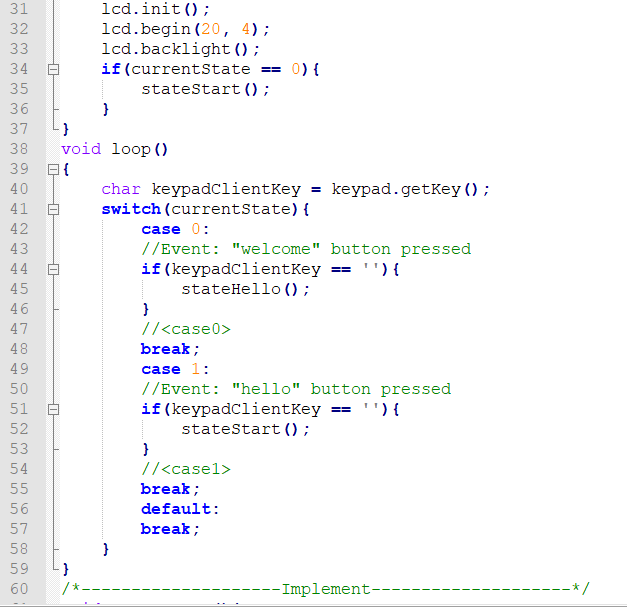 31 lcd.init();
32 lcd.begin(20, 4);
33 lcd.backlight();
34 if(currentState == 0){
35 stateStart();
36 }
37 }
38 void loop()
39 {
40 char keypadClientKey = keypad.getKey();
41 switch(currentState){
42 case 0:
43 //Event: "welcome" button pressed
44 if(keypadClientKey == ''){
45 stateHello();
46 }
47 //<case0>
48 break;
49 case 1:
50 //Event: "hello" button pressed
51 if(keypadClientKey == ''){
52 stateStart();
53 }
54 //<case1>
55 break;
56 default:
57 break;
58 }
59 }
60 /*--------------------Implement--------------------*/